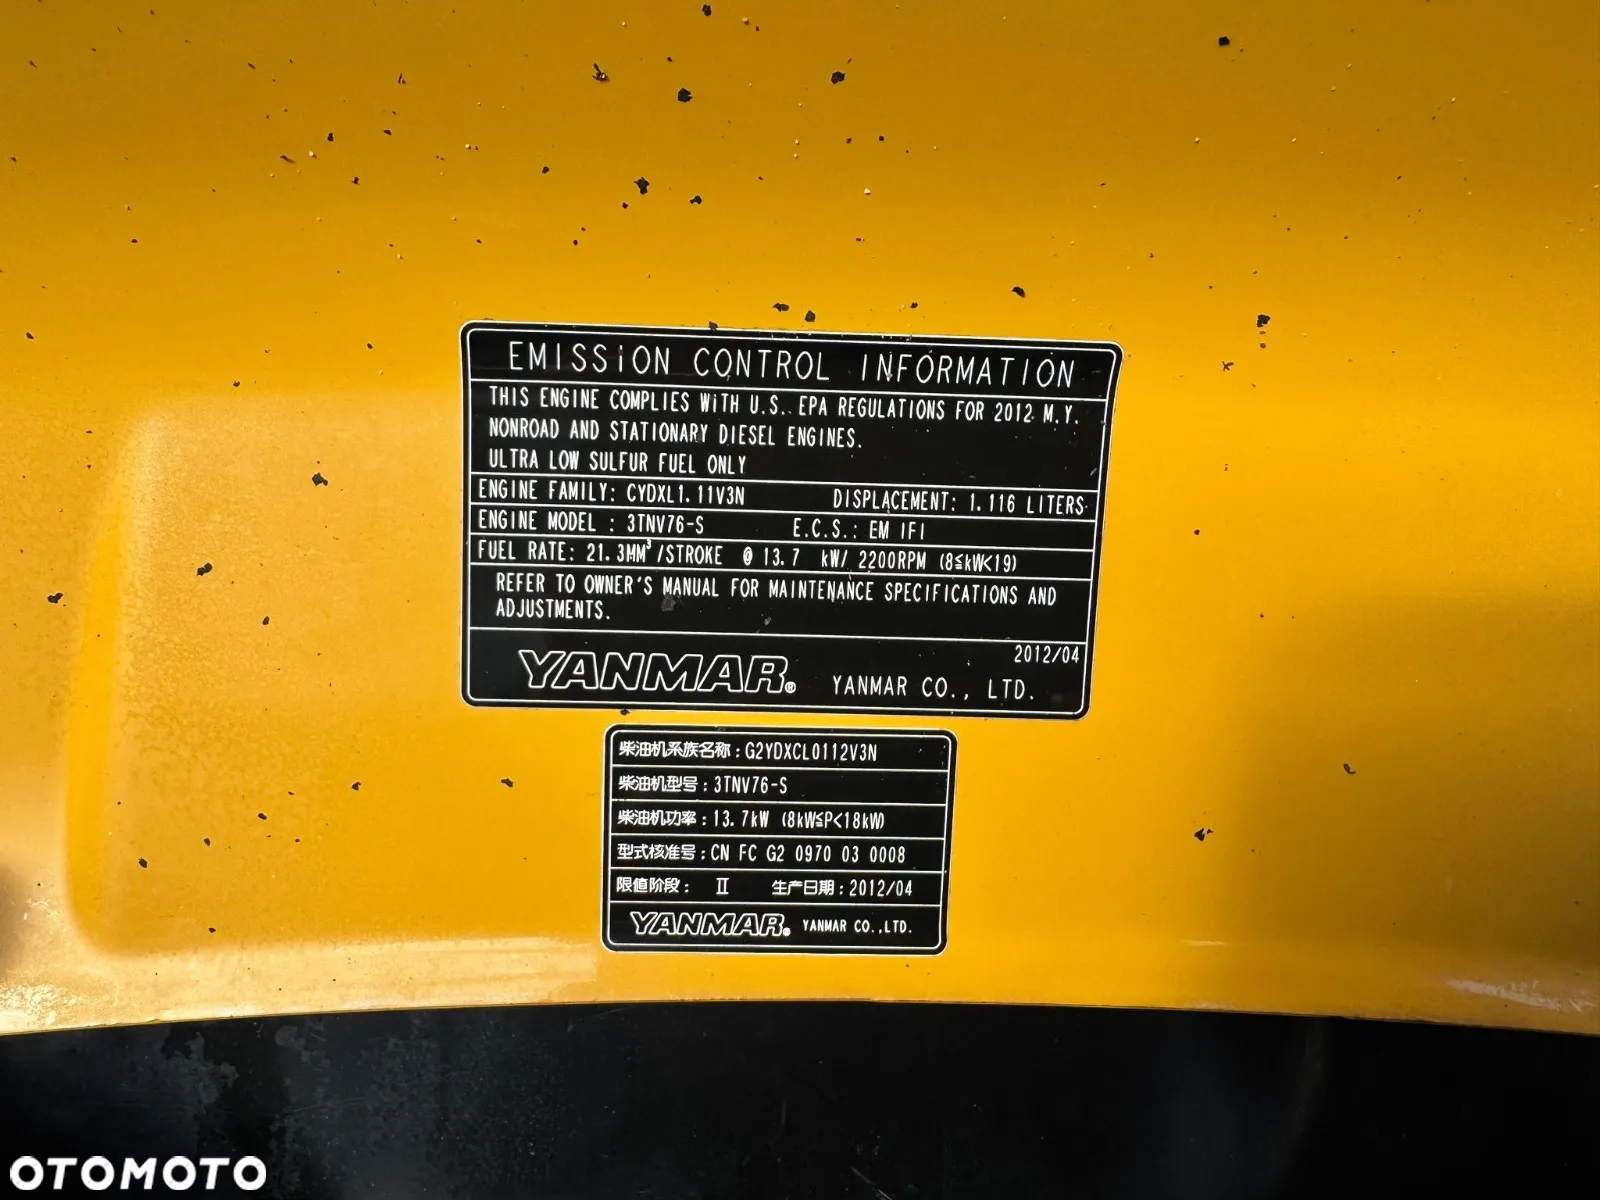 EMISSION CONTROL INFORMATION
THIS ENGINE COMPLIES WITH U.S. EPA REGULATIONS FOR 2012 M.Y.
NONROAD AND STATIONARY DIESEL ENGINES.
ULTRA LOW SULFUR FUEL ONLY
ENGINE FAMILY: CYDXL1.11V3N DISPLACEMENT: 1.116 LITERS
ENGINE MODEL : 3TNV76-S E.C.S.: EM IFI
FUEL RATE: 21.3MM³/STROKE @ 13.7 kW/ 2200RPM (8≦kW<19)
REFER TO OWNER'S MANUAL FOR MAINTENANCE SPECIFICATIONS AND
ADJUSTMENTS.
2012/04
YANMAR® YANMAR CO., LTD.
柴油机系族名称：G2YDXCL0112V3N
柴油机型号：3TNV76-S
柴油机功率：13.7kW (8kW≦P<18kW)
型式核准号：CN FC G2 0970 03 0008
限值阶段： Ⅱ 生产日期：2012/04
YANMAR® YANMAR CO.,LTD.
OTOMOTO